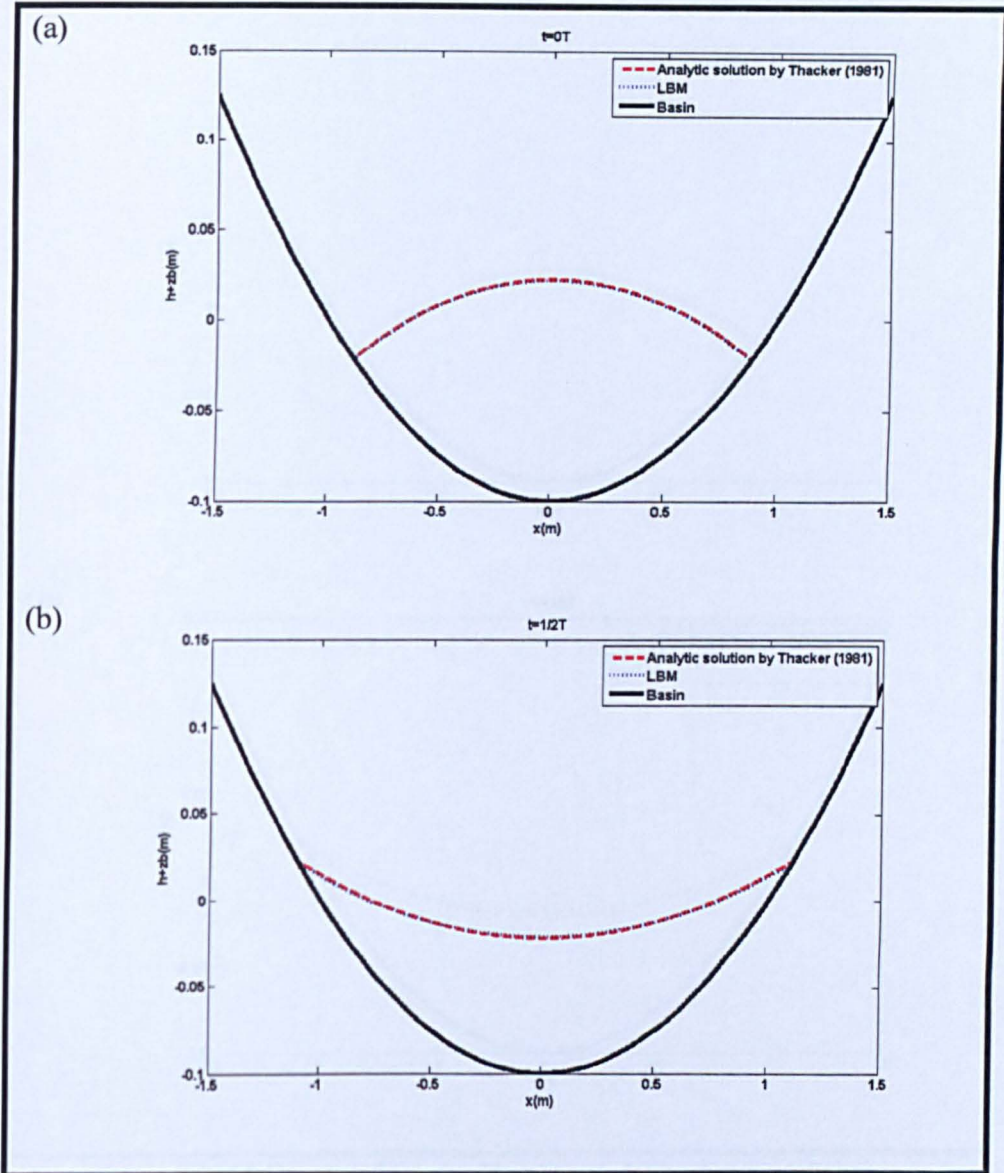 (a)
t=0T
0.15
Analytic solution by Thacker (1981)
LBM
Basin
0.1
0.05
h+zb(m)
0
-0.05
-0.1
-1.5
-1
-0.5
0
0.5
1
1.5
x(m)
(b)
t=1/2T
0.15
Analytic solution by Thacker (1981)
LBM
Basin
0.1
0.05
h+zb(m)
0
-0.05
-0.1
-1.5
-1
-0.5
0
0.5
1
1.5
x(m)